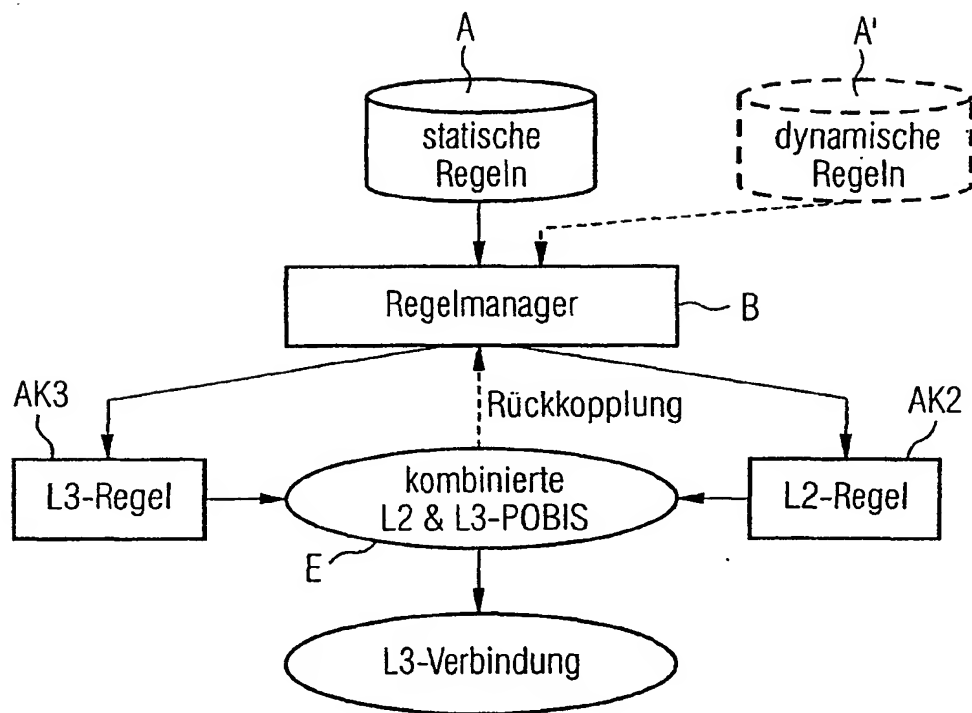 A
A'
statische
Regeln
dynamische
Regeln
Regelmanager
B
AK3
Rückkopplung
AK2
L3-Regel
kombinierte
L2 & L3-POBIS
L2-Regel
E
L3-Verbindung